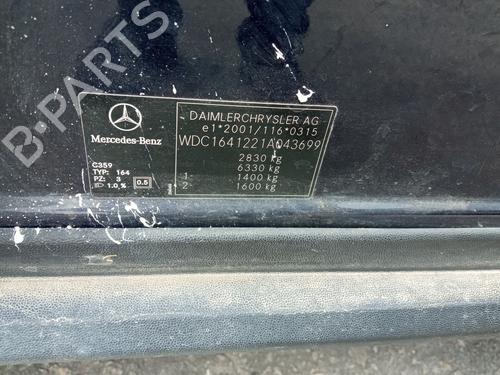 DAIMLERCHRYSLER AG
e1*2001/116*0315
WDC1641221A043699
2830 kg
6330 kg
1- 1400 kg
2- 1600 kg
Mercedes-Benz
C359
TYP: 164
PZ: 3
1.0 % 0.5